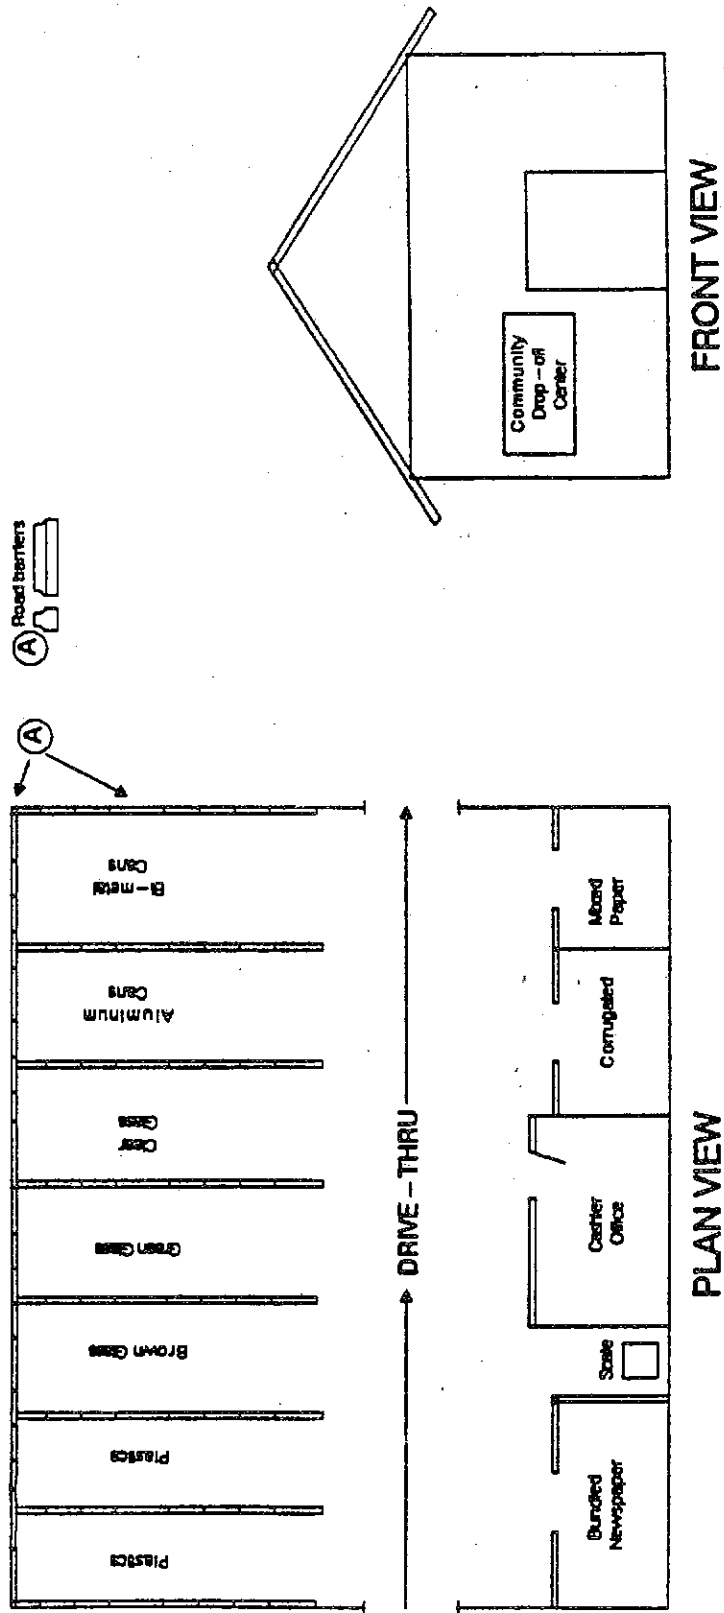 Plastics
Plastics
Brown Glass
Green Glass
Clear
Glass
Aluminum
Cans
Bi-metal
Cans
A
A
Road barriers
DRIVE-THRU
Bundled
Newspaper
Scale
Cashier
Office
Corrugated
Mixed
Paper
PLAN VIEW
Community
Drop-off
Center
FRONT VIEW